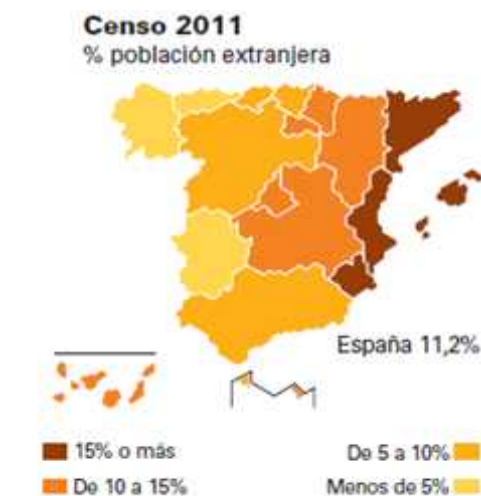 Censo 2011
% población extranjera
España 11,2%
15% o más
De 5 a 10%
De 10 a 15%
Menos de 5%